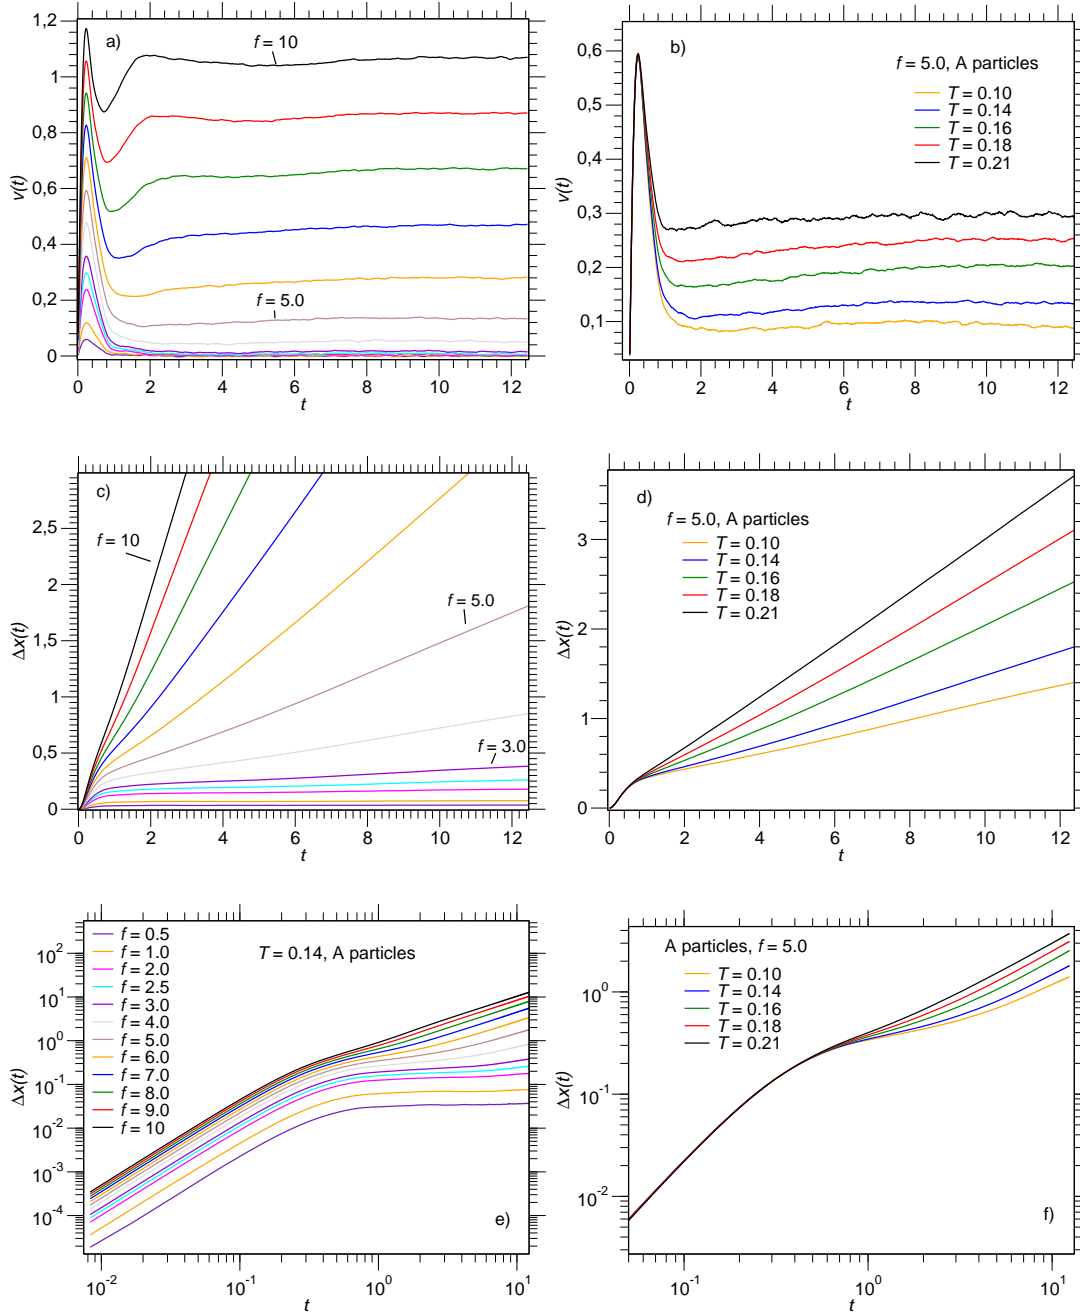 a)
f = 10
f = 5.0
1,2
1
0,8
0,6
0,4
0,2
0
v(t)
0 2 4 6 8 10 12
t
b)
f = 5.0, A particles
T = 0.10
T = 0.14
T = 0.16
T = 0.18
T = 0.21
0,6
0,5
0,4
0,3
0,2
0,1
v(t)
0 2 4 6 8 10 12
t
c)
f = 10
f = 5.0
f = 3.0
2,5
2
1,5
1
0,5
0
Δx(t)
0 2 4 6 8 10 12
t
d)
f = 5.0, A particles
T = 0.10
T = 0.14
T = 0.16
T = 0.18
T = 0.21
3
2
1
0
Δx(t)
0 2 4 6 8 10 12
t
f = 0.5
f = 1.0
f = 2.0
f = 2.5
f = 3.0
f = 4.0
f = 5.0
f = 6.0
f = 7.0
f = 8.0
f = 9.0
f = 10
T = 0.14, A particles
e)
10²
10¹
10⁰
10⁻¹
10⁻²
10⁻³
10⁻⁴
Δx(t)
10⁻² 10⁻¹ 10⁰ 10¹
t
A particles, f = 5.0
T = 0.10
T = 0.14
T = 0.16
T = 0.18
T = 0.21
f)
10⁰
10⁻¹
10⁻²
Δx(t)
10⁻¹ 10⁰ 10¹
t